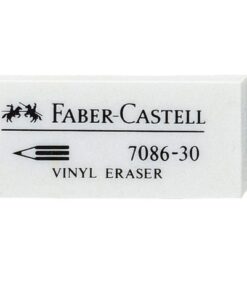 FABER-CASTELL
7086-30
VINYL ERASER